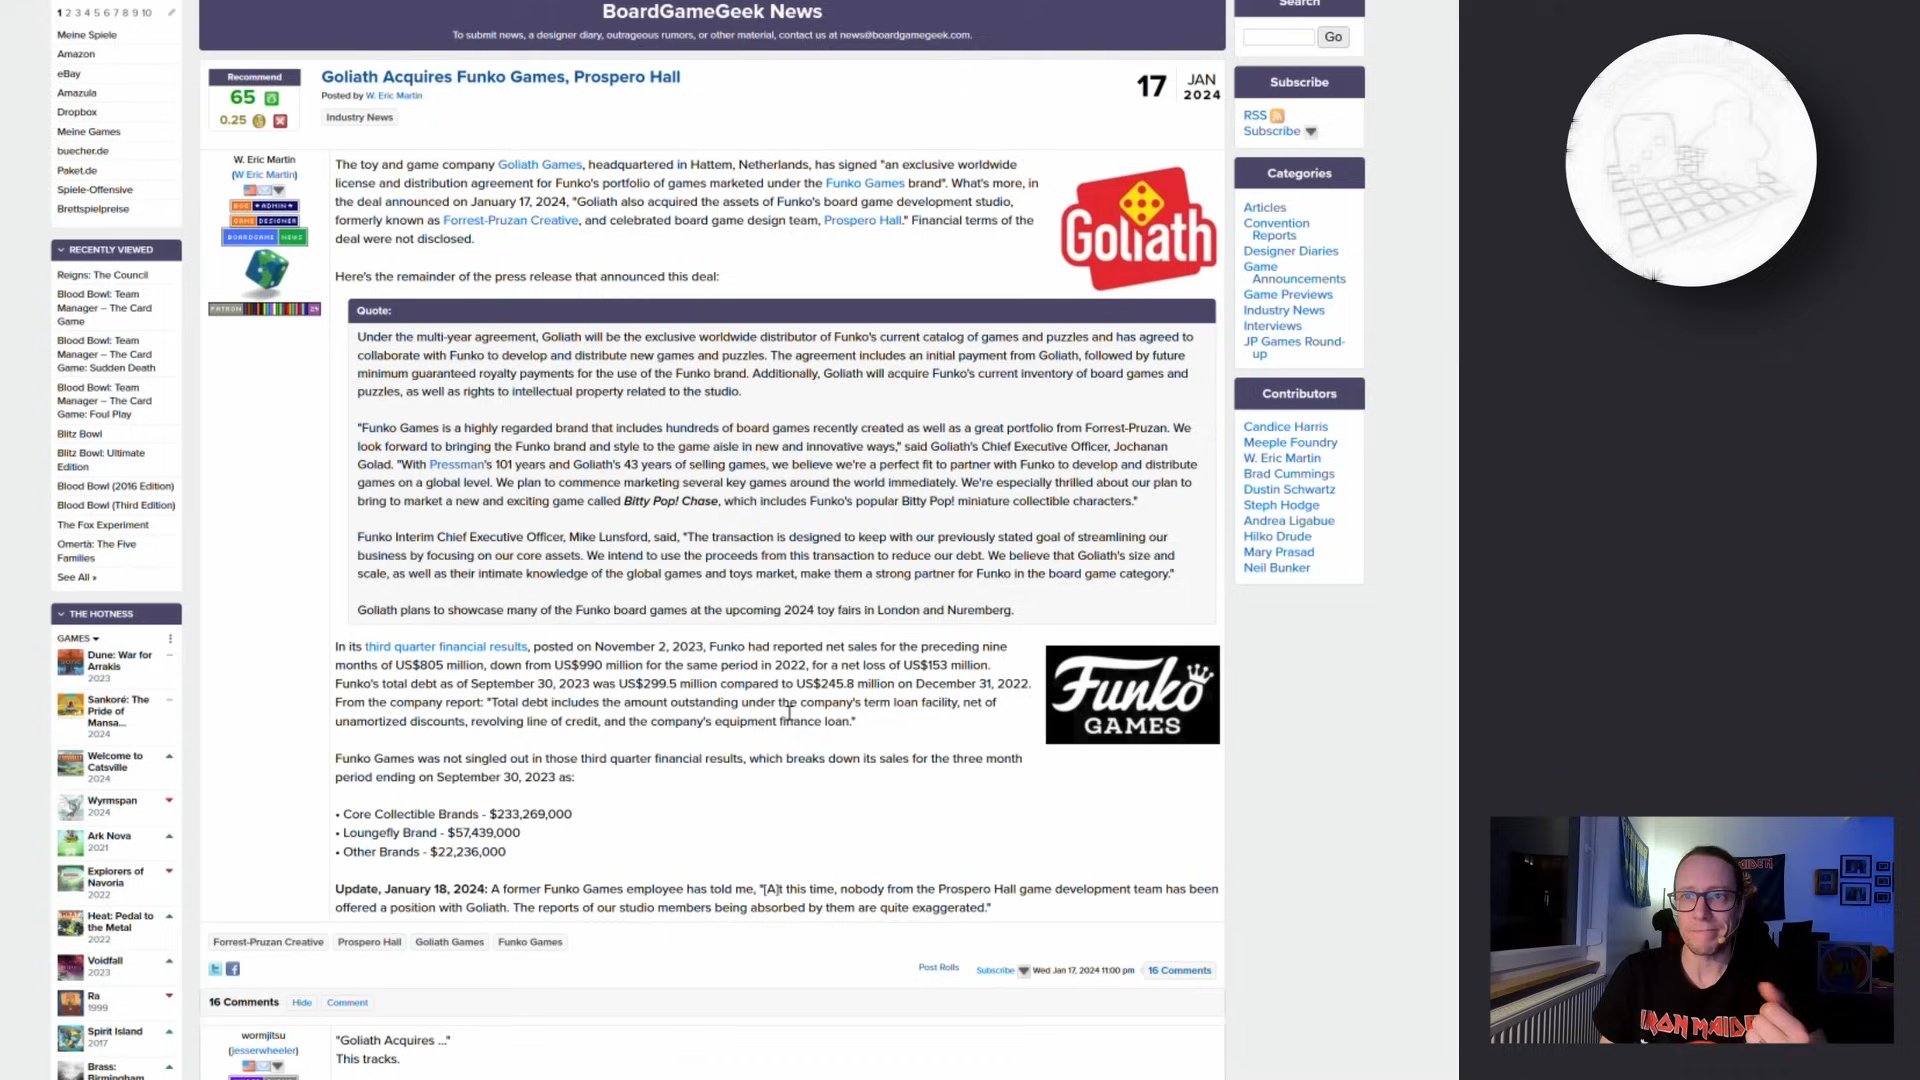 1 2 3 4 5 6 7 8 9 10
Meine Spiele
Amazon
eBay
Amazula
Dropbox
Meine Games
buecher.de
Paket.de
Spiele-Offensive
Brettspielpreise
RECENTLY VIEWED
Reigns: The Council
Blood Bowl: Team
Manager – The Card
Game
Blood Bowl: Team
Manager – The Card
Game: Sudden Death
Blood Bowl: Team
Manager – The Card
Game: Foul Play
Blitz Bowl
Blitz Bowl: Ultimate
Edition
Blood Bowl (2016 Edition)
Blood Bowl (Third Edition)
The Fox Experiment
Omertà: The Five
Families
See All »
THE HOTNESS
GAMES
Dune: War for
Arrakis
2023
Sankoré: The
Pride of
Mansa...
2024
Welcome to
Catsville
2024
Wyrmspan
2024
Ark Nova
2021
Explorers of
Navoria
2022
Heat: Pedal to
the Metal
2022
Voidfall
2023
Ra
1999
Spirit Island
2017
Brass:
Birmingham
BoardGameGeek News
To submit news, a designer diary, outrageous rumors, or other material, contact us at news@boardgamegeek.com.
Recommend
65
0.25
Goliath Acquires Funko Games, Prospero Hall
Posted by W. Eric Martin
Industry News
17 JAN
2024
W. Eric Martin
(W Eric Martin)
BGG ADMIN
GAME DESIGNER
BOARDGAME NEWS
PATRON 24
The toy and game company Goliath Games, headquartered in Hattem, Netherlands, has signed "an exclusive worldwide
license and distribution agreement for Funko's portfolio of games marketed under the Funko Games brand". What's more, in
the deal announced on January 17, 2024, "Goliath also acquired the assets of Funko's board game development studio,
formerly known as Forrest-Pruzan Creative, and celebrated board game design team, Prospero Hall." Financial terms of the
deal were not disclosed.
Goliath
Here's the remainder of the press release that announced this deal:
Quote:
Under the multi-year agreement, Goliath will be the exclusive worldwide distributor of Funko's current catalog of games and puzzles and has agreed to
collaborate with Funko to develop and distribute new games and puzzles. The agreement includes an initial payment from Goliath, followed by future
minimum guaranteed royalty payments for the use of the Funko brand. Additionally, Goliath will acquire Funko's current inventory of board games and
puzzles, as well as rights to intellectual property related to the studio.
"Funko Games is a highly regarded brand that includes hundreds of board games recently created as well as a great portfolio from Forrest-Pruzan. We
look forward to bringing the Funko brand and style to the game aisle in new and innovative ways," said Goliath's Chief Executive Officer, Jochanan
Golad. "With Pressman's 101 years and Goliath's 43 years of selling games, we believe we're a perfect fit to partner with Funko to develop and distribute
games on a global level. We plan to commence marketing several key games around the world immediately. We're especially thrilled about our plan to
bring to market a new and exciting game called Bitty Pop! Chase, which includes Funko's popular Bitty Pop! miniature collectible characters."
Funko Interim Chief Executive Officer, Mike Lunsford, said, "The transaction is designed to keep with our previously stated goal of streamlining our
business by focusing on our core assets. We intend to use the proceeds from this transaction to reduce our debt. We believe that Goliath's size and
scale, as well as their intimate knowledge of the global games and toys market, make them a strong partner for Funko in the board game category."
Goliath plans to showcase many of the Funko board games at the upcoming 2024 toy fairs in London and Nuremberg.
In its third quarter financial results, posted on November 2, 2023, Funko had reported net sales for the preceding nine
months of US$805 million, down from US$990 million for the same period in 2022, for a net loss of US$153 million.
Funko's total debt as of September 30, 2023 was US$299.5 million compared to US$245.8 million on December 31, 2022.
From the company report: "Total debt includes the amount outstanding under the company's term loan facility, net of
unamortized discounts, revolving line of credit, and the company's equipment finance loan."
Funko
GAMES
Funko Games was not singled out in those third quarter financial results, which breaks down its sales for the three month
period ending on September 30, 2023 as:
• Core Collectible Brands - $233,269,000
• Loungefly Brand - $57,439,000
• Other Brands - $22,236,000
Update, January 18, 2024: A former Funko Games employee has told me, "[A]t this time, nobody from the Prospero Hall game development team has been
offered a position with Goliath. The reports of our studio members being absorbed by them are quite exaggerated."
Forrest-Pruzan Creative Prospero Hall Goliath Games Funko Games
Post Rolls Subscribe Wed Jan 17, 2024 11:00 pm 16 Comments
16 Comments Hide Comment
wormjitsu
(jesserwheeler)
"Goliath Acquires ..."
This tracks.
Search
Go
Subscribe
RSS
Subscribe
Categories
Articles
Convention
Reports
Designer Diaries
Game
Announcements
Game Previews
Industry News
Interviews
JP Games Round-
up
Contributors
Candice Harris
Meeple Foundry
W. Eric Martin
Brad Cummings
Dustin Schwartz
Steph Hodge
Andrea Ligabue
Hilko Drude
Mary Prasad
Neil Bunker
IRON MAIDE